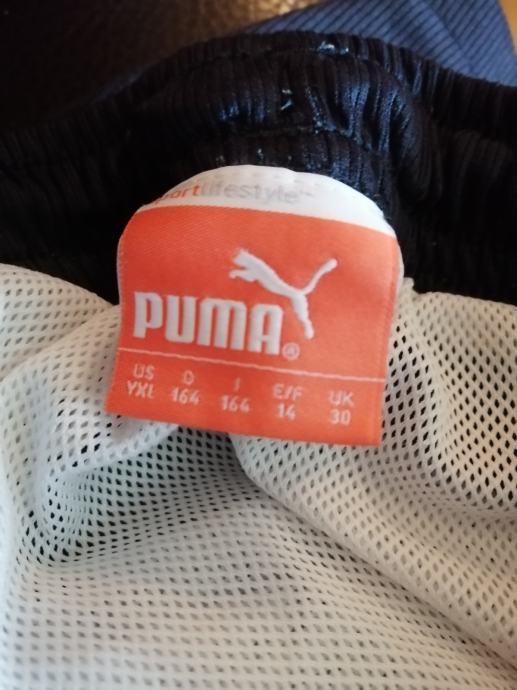 sportlifestyle
PUMA®
US D I E/F UK
YXL 164 164 14 30